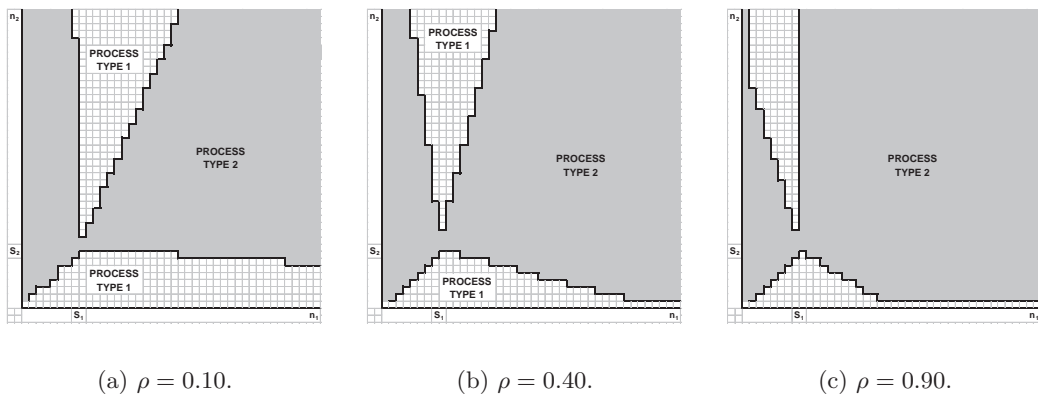 n₂
PROCESS
TYPE 1
PROCESS
TYPE 2
S₂
PROCESS
TYPE 1
S₁
n₁
(a) ρ = 0.10.
n₂
PROCESS
TYPE 1
PROCESS
TYPE 2
S₂
PROCESS
TYPE 1
S₁
n₁
(b) ρ = 0.40.
n₂
PROCESS
TYPE 2
S₂
S₁
n₁
(c) ρ = 0.90.